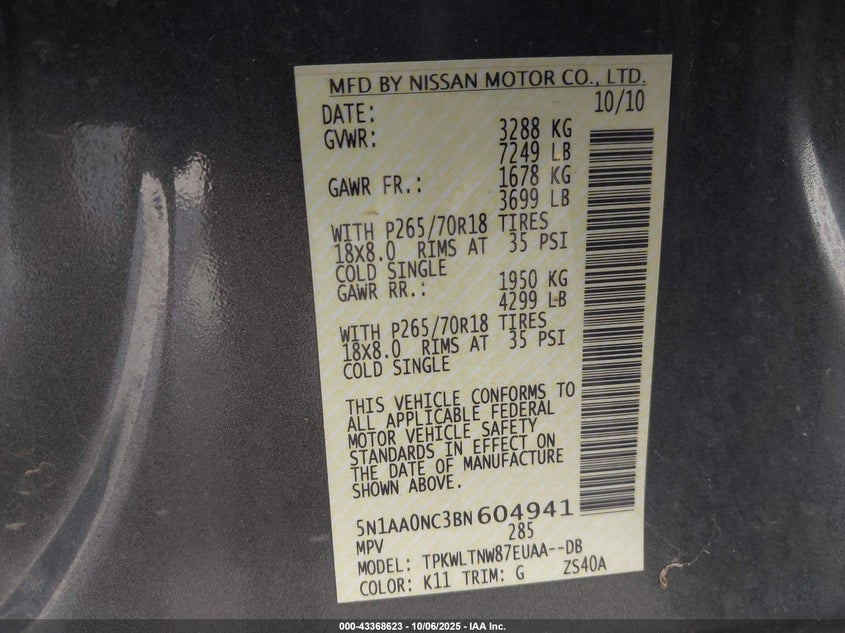 MFD BY NISSAN MOTOR CO., LTD.
DATE: 10/10
GVWR: 3288 KG
7249 LB
GAWR FR.: 1678 KG
3699 LB
WITH P265/70R18 TIRES
18X8.0 RIMS AT 35 PSI
COLD SINGLE
GAWR RR.: 1950 KG
4299 LB
WITH P265/70R18 TIRES
18X8.0 RIMS AT 35 PSI
COLD SINGLE
THIS VEHICLE CONFORMS TO
ALL APPLICABLE FEDERAL
MOTOR VEHICLE SAFETY
STANDARDS IN EFFECT ON
THE DATE OF MANUFACTURE
SHOWN ABOVE.
5N1AA0NC3BN604941
MPV 285
MODEL: TPKWLTNW87EUAA--DB
COLOR: K11 TRIM: G ZS40A
000-43368623 - 10/06/2025 - IAA Inc.